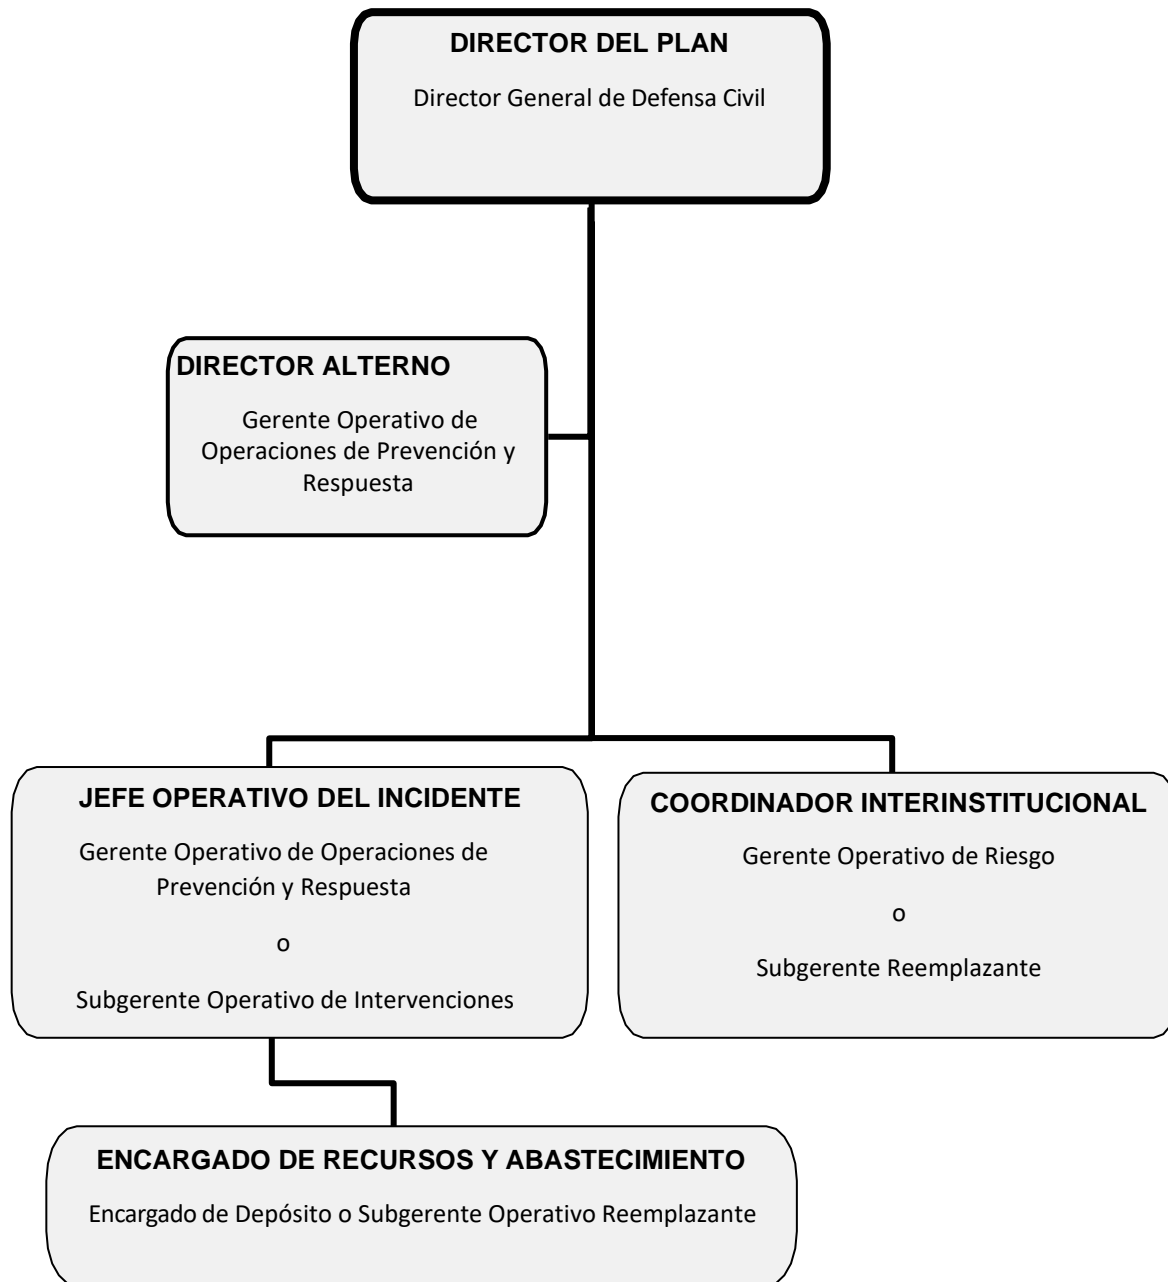 DIRECTOR DEL PLAN
Director General de Defensa Civil
DIRECTOR ALTERNO
Gerente Operativo de
Operaciones de Prevención y
Respuesta
JEFE OPERATIVO DEL INCIDENTE
Gerente Operativo de Operaciones de
Prevención y Respuesta
o
Subgerente Operativo de Intervenciones
COORDINADOR INTERINSTITUCIONAL
Gerente Operativo de Riesgo
o
Subgerente Reemplazante
ENCARGADO DE RECURSOS Y ABASTECIMIENTO
Encargado de Depósito o Subgerente Operativo Reemplazante